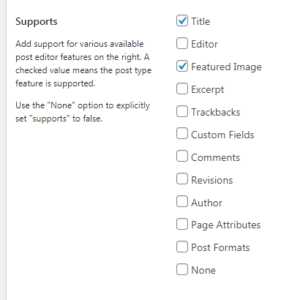 Supports
Add support for various available
post editor features on the right. A
checked value means the post type
feature is supported.
Use the "None" option to explicitly
set "supports" to false.
Title
Editor
Featured Image
Excerpt
Trackbacks
Custom Fields
Comments
Revisions
Author
Page Attributes
Post Formats
None